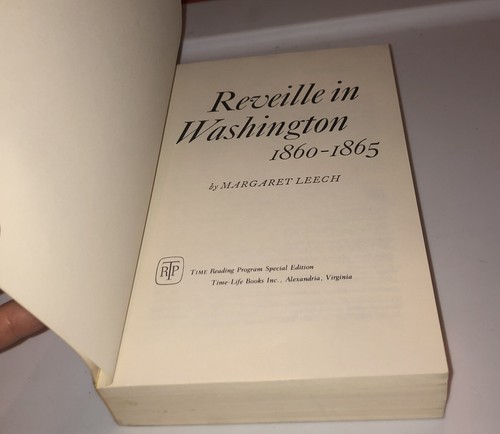 Reveille in
Washington
1860-1865
by MARGARET LEECH
RTP
TIME Reading Program Special Edition
Time-Life Books Inc., Alexandria, Virginia